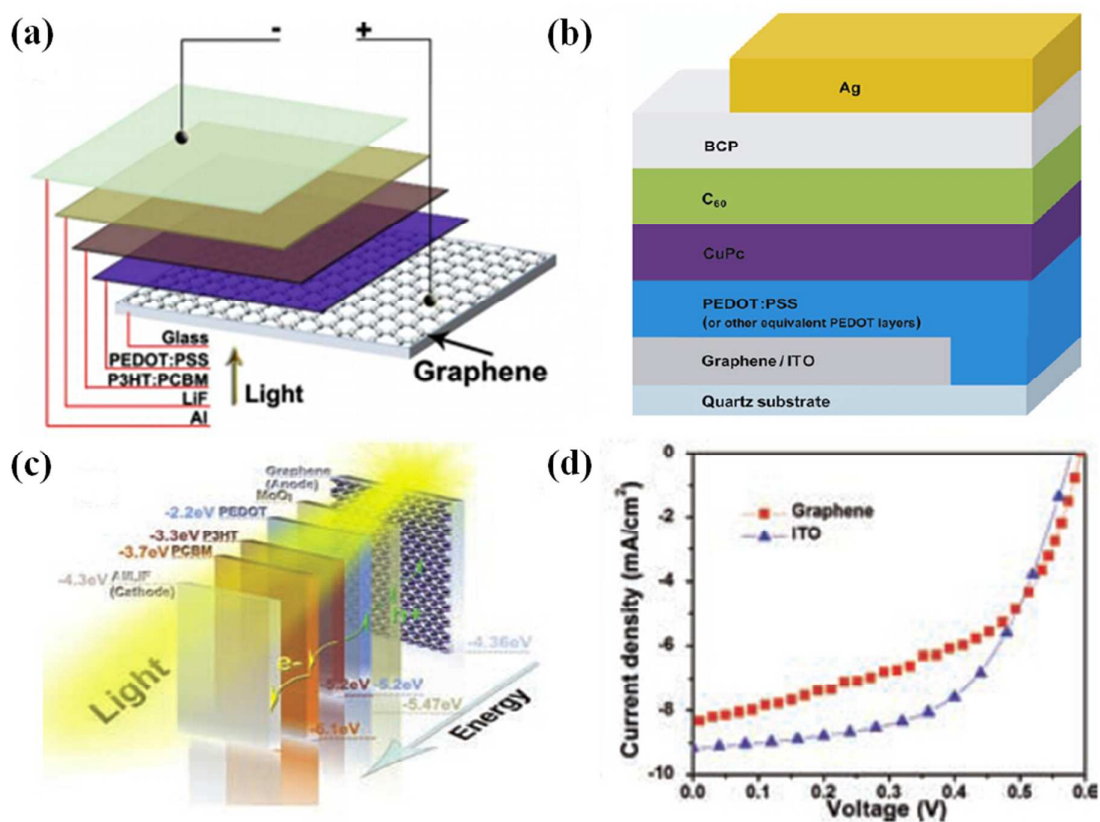 (a)
- +
Glass
PEDOT:PSS
P3HT:PCBM
LiF
Al
Light
Graphene
(b)
Ag
BCP
C₆₀
CuPc
PEDOT:PSS
(or other equivalent PEDOT layers)
Graphene / ITO
Quartz substrate
(c)
Graphene
(Anode)
MoO₃
-2.2eV PEDOT
-3.3eV P3HT
-3.7eV PCBM
-4.3eV Al/LiF
(Cathode)
h+
e-
-4.36eV
-5.2eV -5.2eV
-5.47eV
-6.1eV
Light
Energy
(d)
Graphene
ITO
Current density (mA/cm²)
0
-2
-4
-6
-8
-10
0.0 0.1 0.2 0.3 0.4 0.5 0.6
Voltage (V)